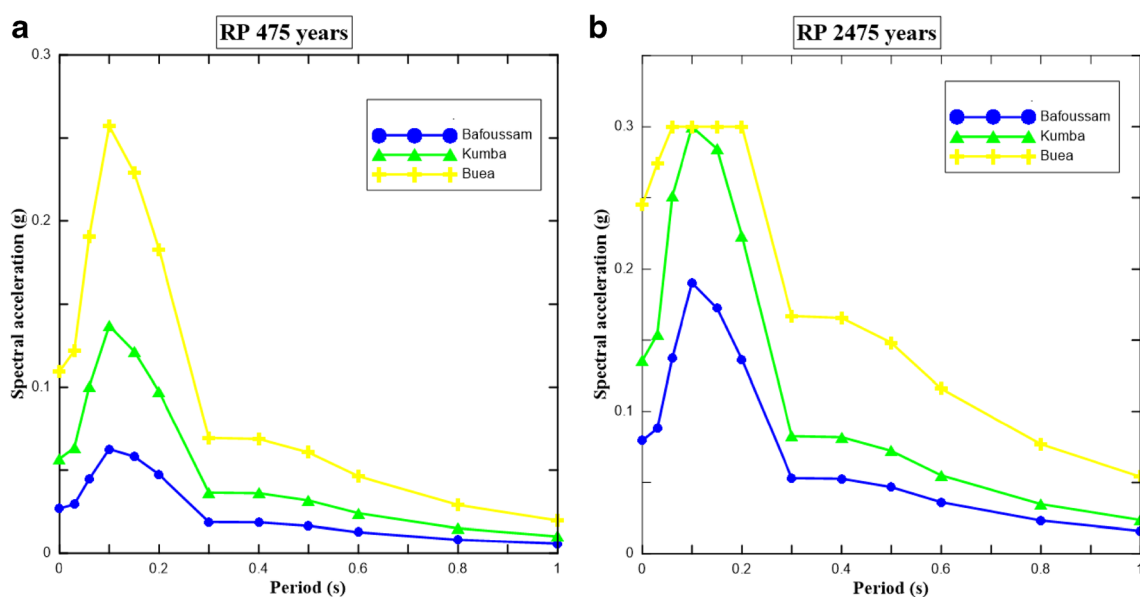 a
RP 475 years
0.3
0.2
0.1
0
Spectral acceleration (g)
Bafoussam
Kumba
Buea
0
0.2
0.4
0.6
0.8
1
Period (s)
b
RP 2475 years
0.3
0.2
0.1
0
Spectral acceleration (g)
Bafoussam
Kumba
Buea
0
0.2
0.4
0.6
0.8
1
Period (s)